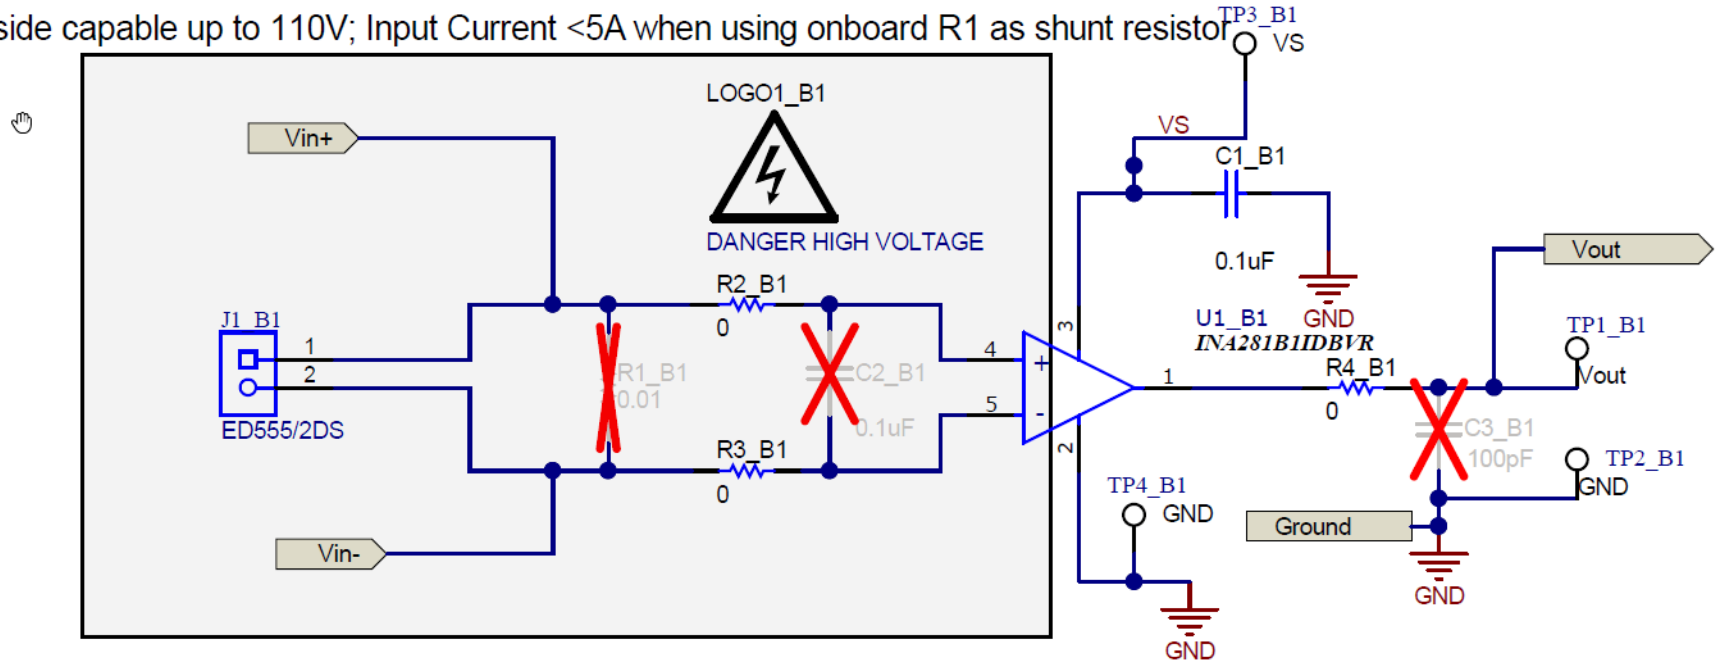 side capable up to 110V; Input Current <5A when using onboard R1 as shunt resistor
TP3_B1
VS
LOGO1_B1
Vin+
VS
C1_B1
DANGER HIGH VOLTAGE
0.1uF
Vout
R2_B1
0
GND
J1_B1
1
2
ED555/2DS
R1_B1
0.01
C2_B1
0.1uF
4
+
5
-
3
2
1
U1_B1
INA281B1IDBVR
R4_B1
0
TP1_B1
Vout
C3_B1
100pF
R3_B1
0
TP2_B1
GND
TP4_B1
GND
Ground
Vin-
GND
GND